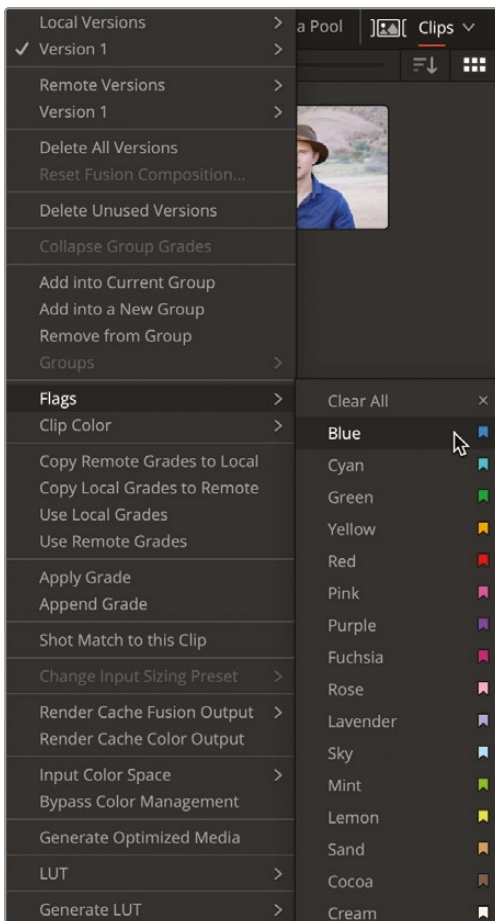 a Pool
Clips
Local Versions
Version 1
Remote Versions
Version 1
Delete All Versions
Reset Fusion Composition...
Delete Unused Versions
Collapse Group Grades
Add into Current Group
Add into a New Group
Remove from Group
Groups
Flags
Clip Color
Copy Remote Grades to Local
Copy Local Grades to Remote
Use Local Grades
Use Remote Grades
Apply Grade
Append Grade
Shot Match to this Clip
Change Input Sizing Preset
Render Cache Fusion Output
Render Cache Color Output
Input Color Space
Bypass Color Management
Generate Optimized Media
LUT
Generate LUT
Clear All
Blue
Cyan
Green
Yellow
Red
Pink
Purple
Fuchsia
Rose
Lavender
Sky
Mint
Lemon
Sand
Cocoa
Cream